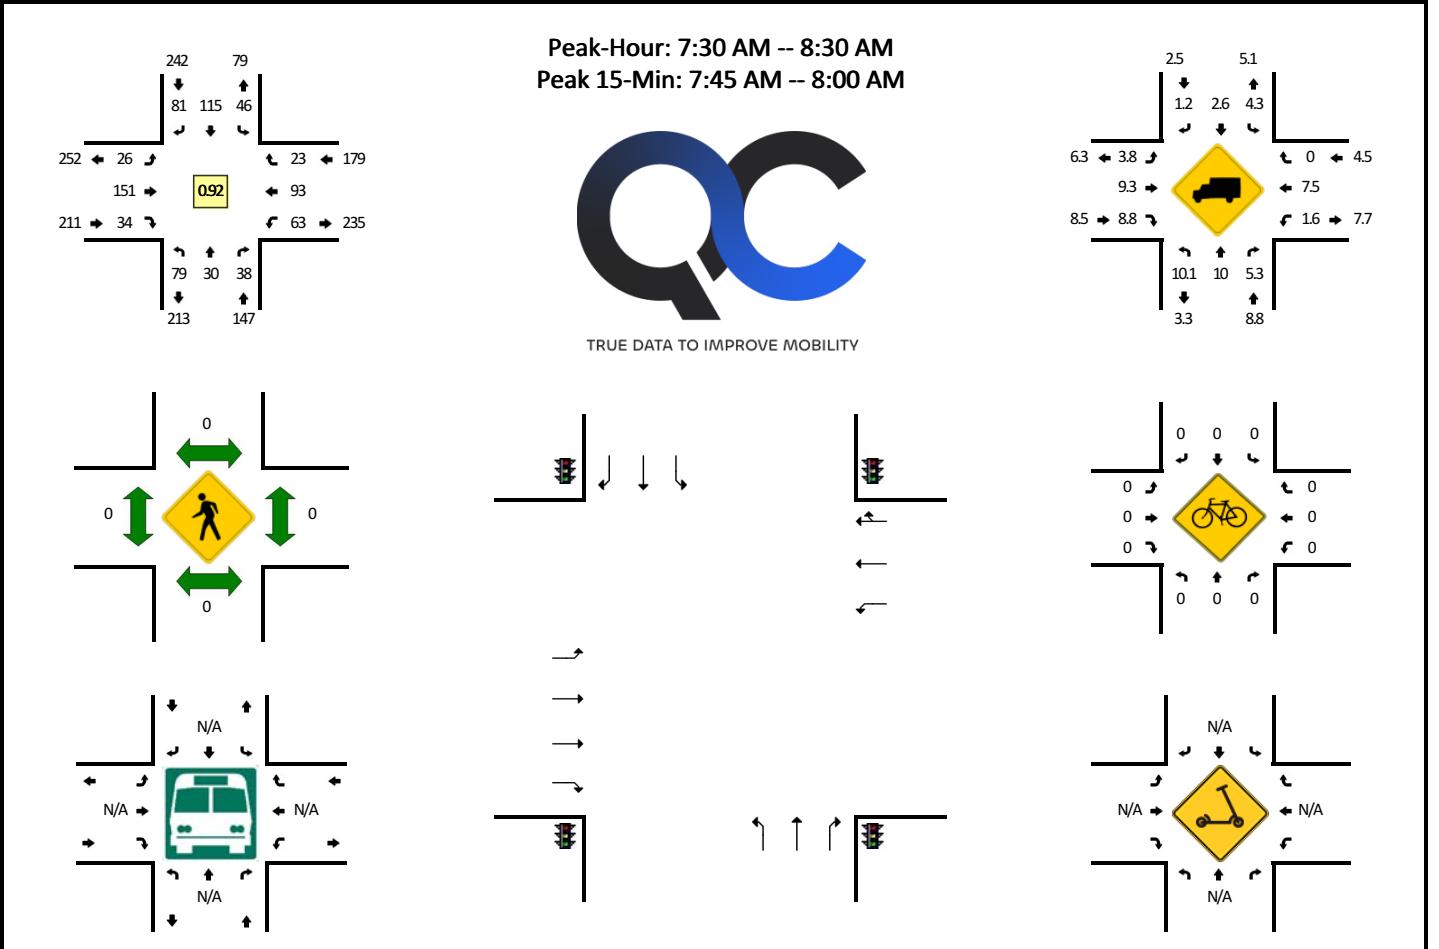 Peak-Hour: 7:30 AM -- 8:30 AM
Peak 15-Min: 7:45 AM -- 8:00 AM
242 79
81 115 46
252 26 23 179
151 0.92 93
211 34 63 235
79 30 38
213 147
TRUE DATA TO IMPROVE MOBILITY
2.5 5.1
1.2 2.6 4.3
6.3 3.8 0 4.5
9.3 7.5
8.5 8.8 1.6 7.7
10.1 10 5.3
3.3 8.8
0
0 0
0
0 0 0
0 0
0 0
0 0
0 0 0
N/A
N/A N/A
N/A
N/A
N/A N/A
N/A